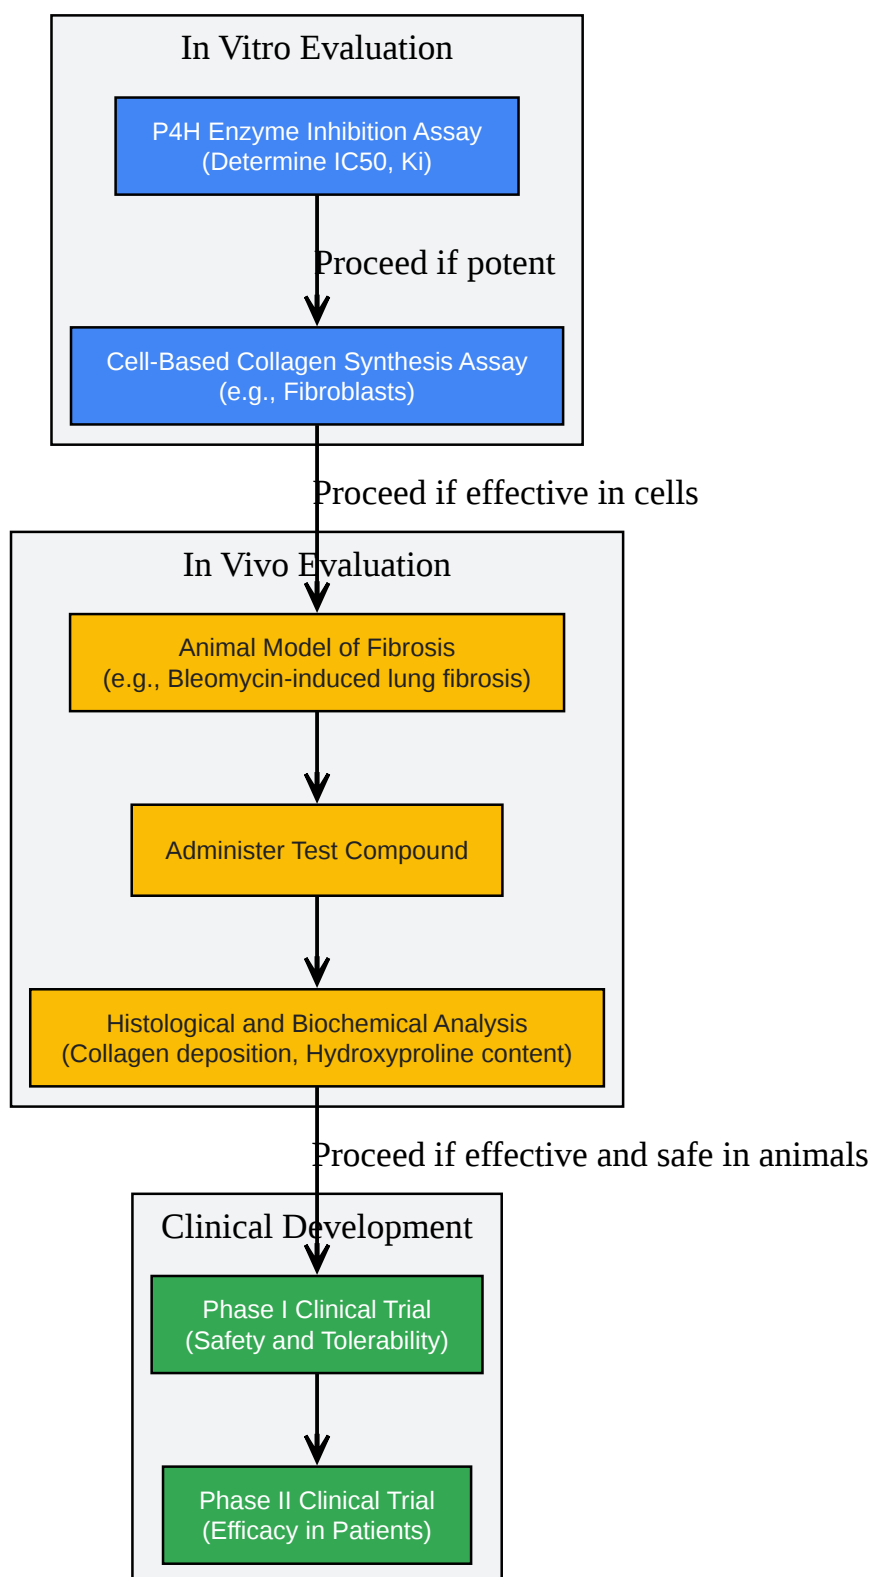 In Vitro Evaluation
P4H Enzyme Inhibition Assay
(Determine IC50, Ki)
Proceed if potent
Cell-Based Collagen Synthesis Assay
(e.g., Fibroblasts)
Proceed if effective in cells
In Vivo Evaluation
Animal Model of Fibrosis
(e.g., Bleomycin-induced lung fibrosis)
Administer Test Compound
Histological and Biochemical Analysis
(Collagen deposition, Hydroxyproline content)
Proceed if effective and safe in animals
Clinical Development
Phase I Clinical Trial
(Safety and Tolerability)
Phase II Clinical Trial
(Efficacy in Patients)